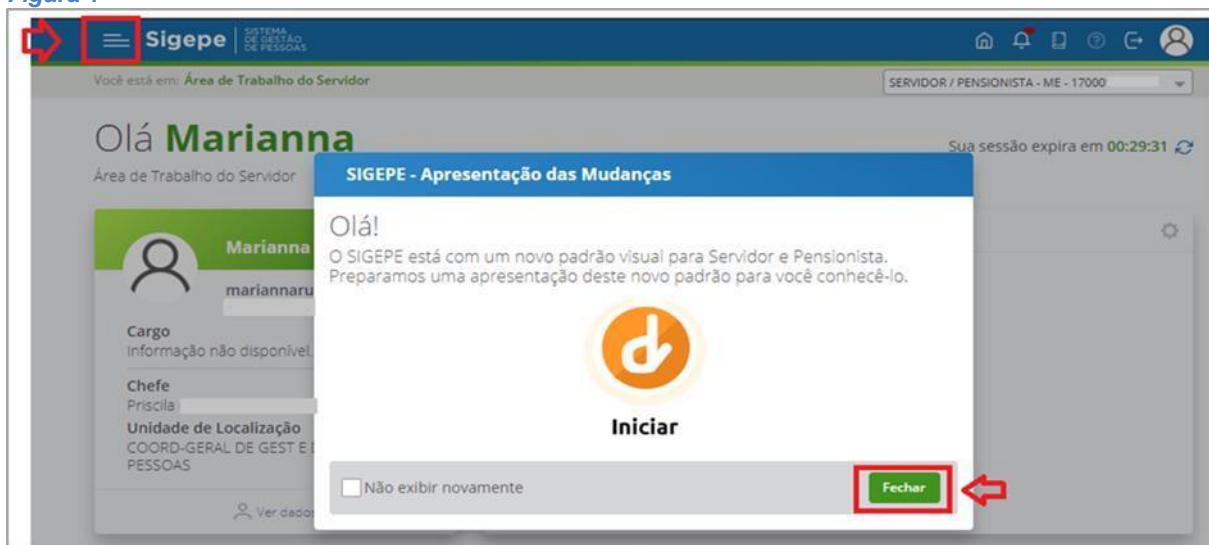 Sigepe
SISTEMA
DE GESTÃO
DE PESSOAS
Você está em: Área de Trabalho do Servidor
SERVIDOR / PENSIONISTA - ME - 17000
Olá Marianna
Sua sessão expira em 00:29:31
Área de Trabalho do Servidor
SIGEPE - Apresentação das Mudanças
Olá!
O SIGEPE está com um novo padrão visual para Servidor e Pensionista.
Preparamos uma apresentação deste novo padrão para você conhecê-lo.
Iniciar
Não exibir novamente
Fechar
Marianna
mariannaru
Cargo
Informação não disponível.
Chefe
Priscila
Unidade de Localização
COORD-GERAL DE GEST E
PESSOAS
Ver dados